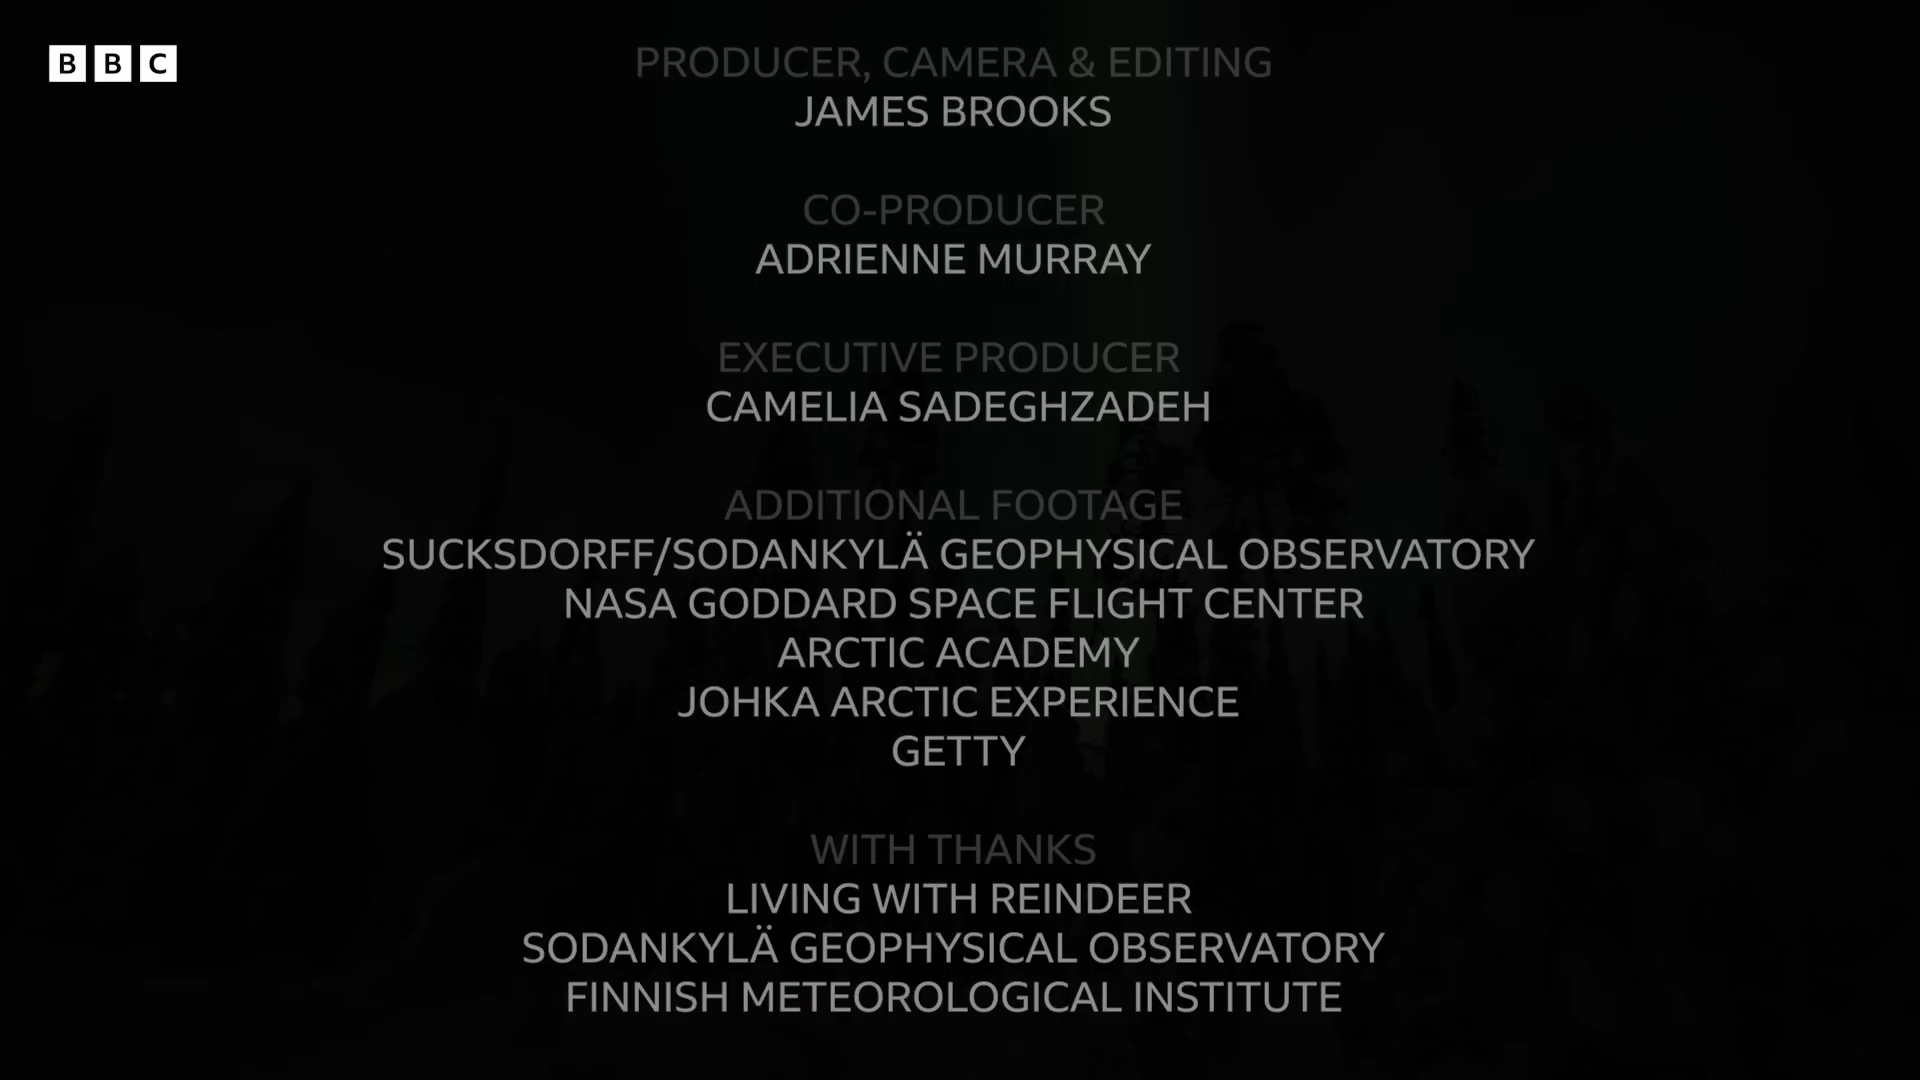 BBC
PRODUCER, CAMERA & EDITING
JAMES BROOKS
CO-PRODUCER
ADRIENNE MURRAY
EXECUTIVE PRODUCER
CAMELIA SADEGHZADEH
ADDITIONAL FOOTAGE
SUCKSDORFF/SODANKYLÄ GEOPHYSICAL OBSERVATORY
NASA GODDARD SPACE FLIGHT CENTER
ARCTIC ACADEMY
JOHKA ARCTIC EXPERIENCE
GETTY
WITH THANKS
LIVING WITH REINDEER
SODANKYLÄ GEOPHYSICAL OBSERVATORY
FINNISH METEOROLOGICAL INSTITUTE